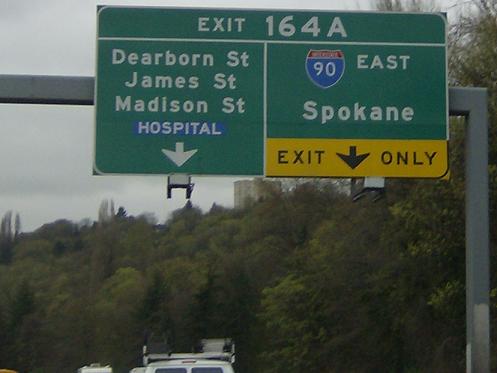 EXIT 164A
Dearborn St
James St
Madison St
HOSPITAL
INTERSTATE
90 EAST
Spokane
EXIT ONLY